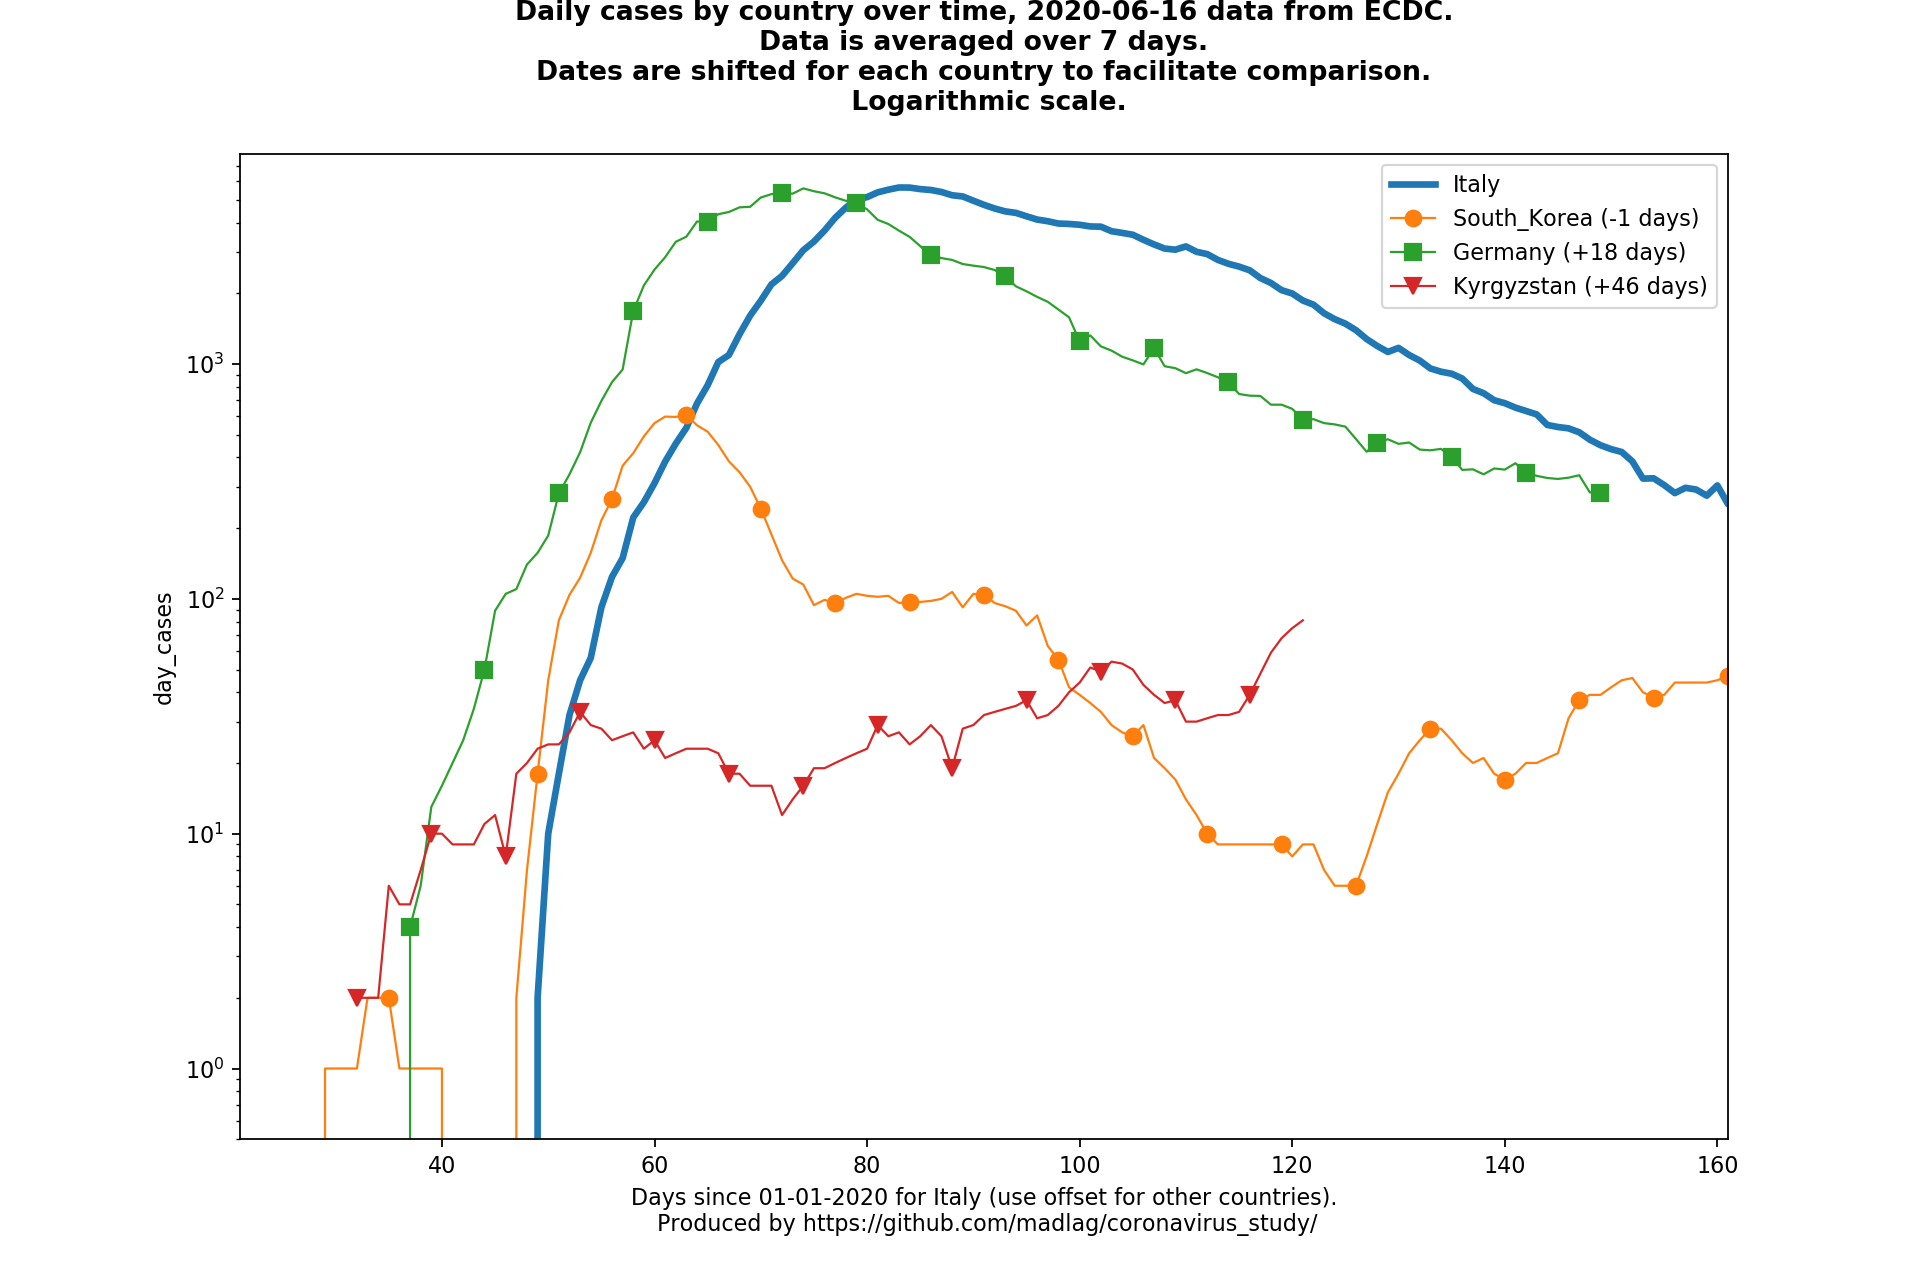 Daily cases by country over time, 2020-06-16 data from ECDC.
Data is averaged over 7 days.
Dates are shifted for each country to facilitate comparison.
Logarithmic scale.
Italy
South_Korea (-1 days)
Germany (+18 days)
Kyrgyzstan (+46 days)
day_cases
10³
10²
10¹
10⁰
40 60 80 100 120 140 160
Days since 01-01-2020 for Italy (use offset for other countries).
Produced by https://github.com/madlag/coronavirus_study/